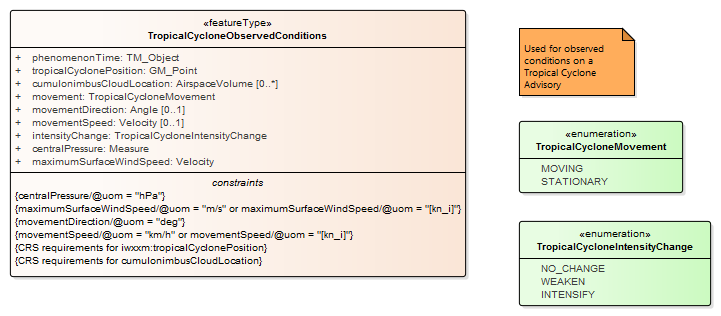 «featureType»
TropicalCycloneObservedConditions
+ phenomenonTime: TM_Object
+ tropicalCyclonePosition: GM_Point
+ cumulonimbusCloudLocation: AirspaceVolume [0..*]
+ movement: TropicalCycloneMovement
+ movementDirection: Angle [0..1]
+ movementSpeed: Velocity [0..1]
+ intensityChange: TropicalCycloneIntensityChange
+ centralPressure: Measure
+ maximumSurfaceWindSpeed: Velocity
constraints
{centralPressure/@uom = "hPa"}
{maximumSurfaceWindSpeed/@uom = "m/s" or maximumSurfaceWindSpeed/@uom = "[kn_i]"}
{movementDirection/@uom = "deg"}
{movementSpeed/@uom = "km/h" or movementSpeed/@uom = "[kn_i]"}
{CRS requirements for iwxxm:tropicalCyclonePosition}
{CRS requirements for cumulonimbusCloudLocation}
Used for observed
conditions on a
Tropical Cyclone
Advisory
«enumeration»
TropicalCycloneMovement
MOVING
STATIONARY
«enumeration»
TropicalCycloneIntensityChange
NO_CHANGE
WEAKEN
INTENSIFY